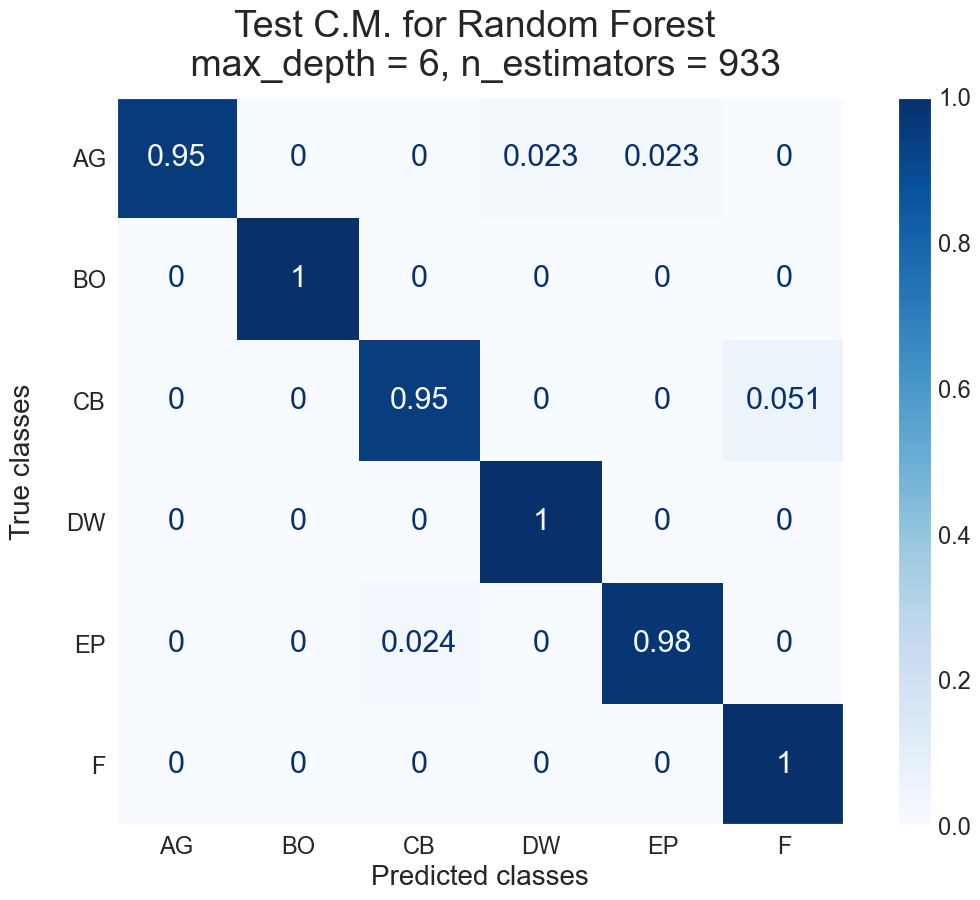 Test C.M. for Random Forest
max_depth = 6, n_estimators = 933
1.0
AG 0.95 0 0 0.023 0.023 0
0.8
BO 0 1 0 0 0 0
CB 0 0 0.95 0 0 0.051
0.6
True classes
DW 0 0 0 1 0 0
0.4
EP 0 0 0.024 0 0.98 0
0.2
F 0 0 0 0 0 1
0.0
AG BO CB DW EP F
Predicted classes